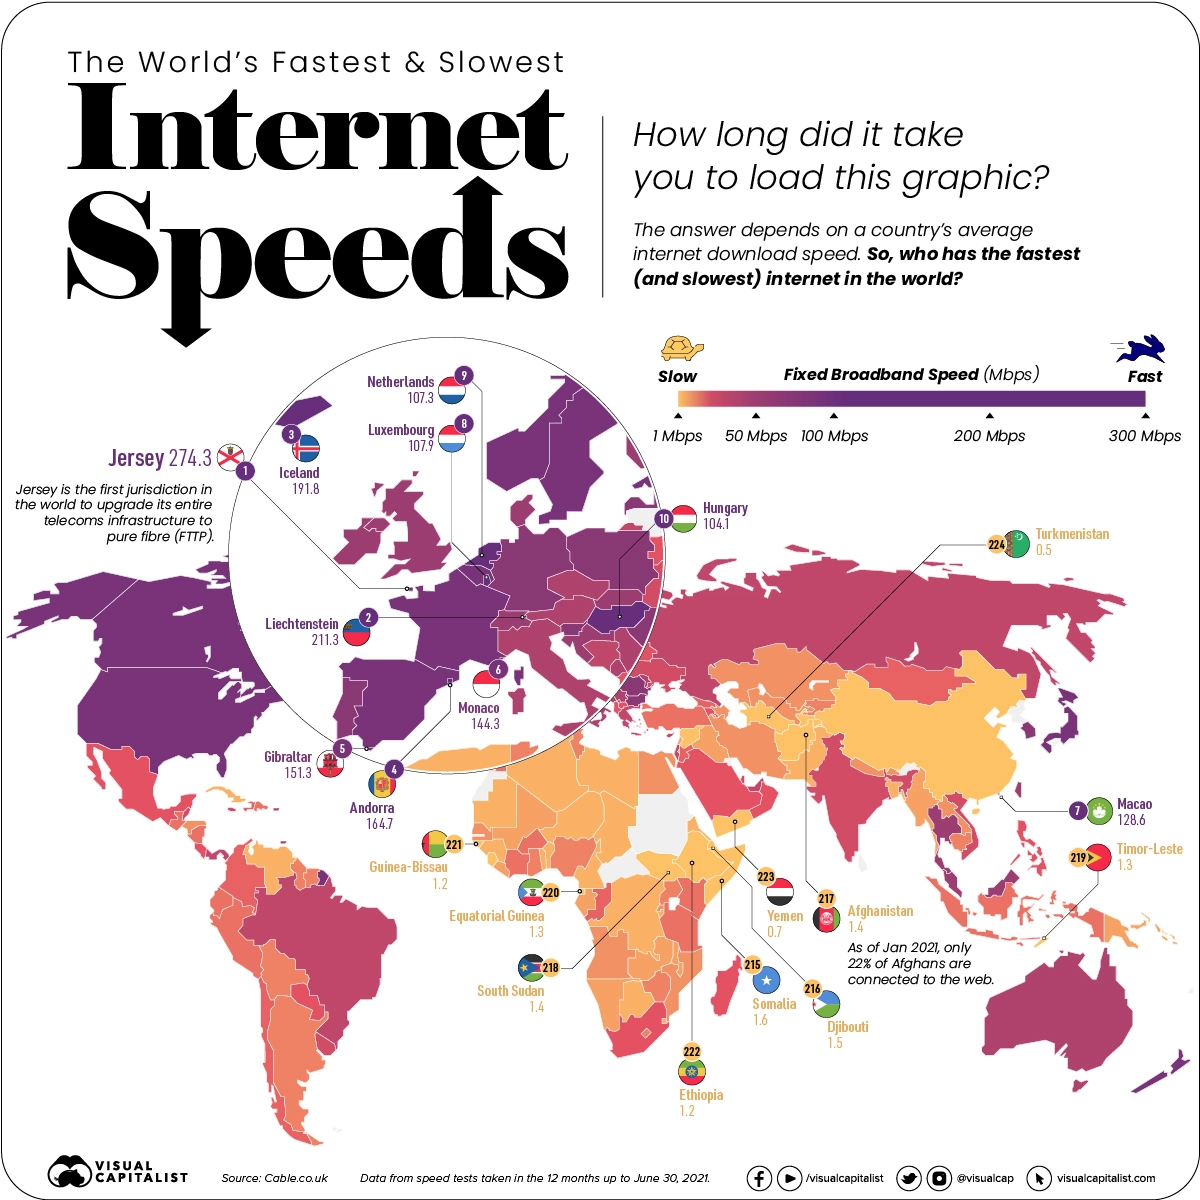 The World's Fastest & Slowest
Internet
Speeds
How long did it take
you to load this graphic?
The answer depends on a country's average
internet download speed. So, who has the fastest
(and slowest) internet in the world?
Slow
Fixed Broadband Speed (Mbps)
Fast
1 Mbps
50 Mbps
100 Mbps
200 Mbps
300 Mbps
9
Netherlands
107.3
8
Luxembourg
107.9
3
Iceland
191.8
Jersey 274.3
1
Jersey is the first jurisdiction in
the world to upgrade its entire
telecoms infrastructure to
pure fibre (FTTP).
10
Hungary
104.1
224
Turkmenistan
0.5
2
Liechtenstein
211.3
6
Monaco
144.3
5
Gibraltar
151.3
4
Andorra
164.7
7
Macao
128.6
221
Guinea-Bissau
1.2
219
Timor-Leste
1.3
220
Equatorial Guinea
1.3
223
Yemen
0.7
217
Afghanistan
1.4
As of Jan 2021, only
22% of Afghans are
connected to the web.
218
South Sudan
1.4
215
Somalia
1.6
216
Djibouti
1.5
222
Ethiopia
1.2
VISUAL
CAPITALIST
Source: Cable.co.uk
Data from speed tests taken in the 12 months up to June 30, 2021.
/visualcapitalist
@visualcap
visualcapitalist.com